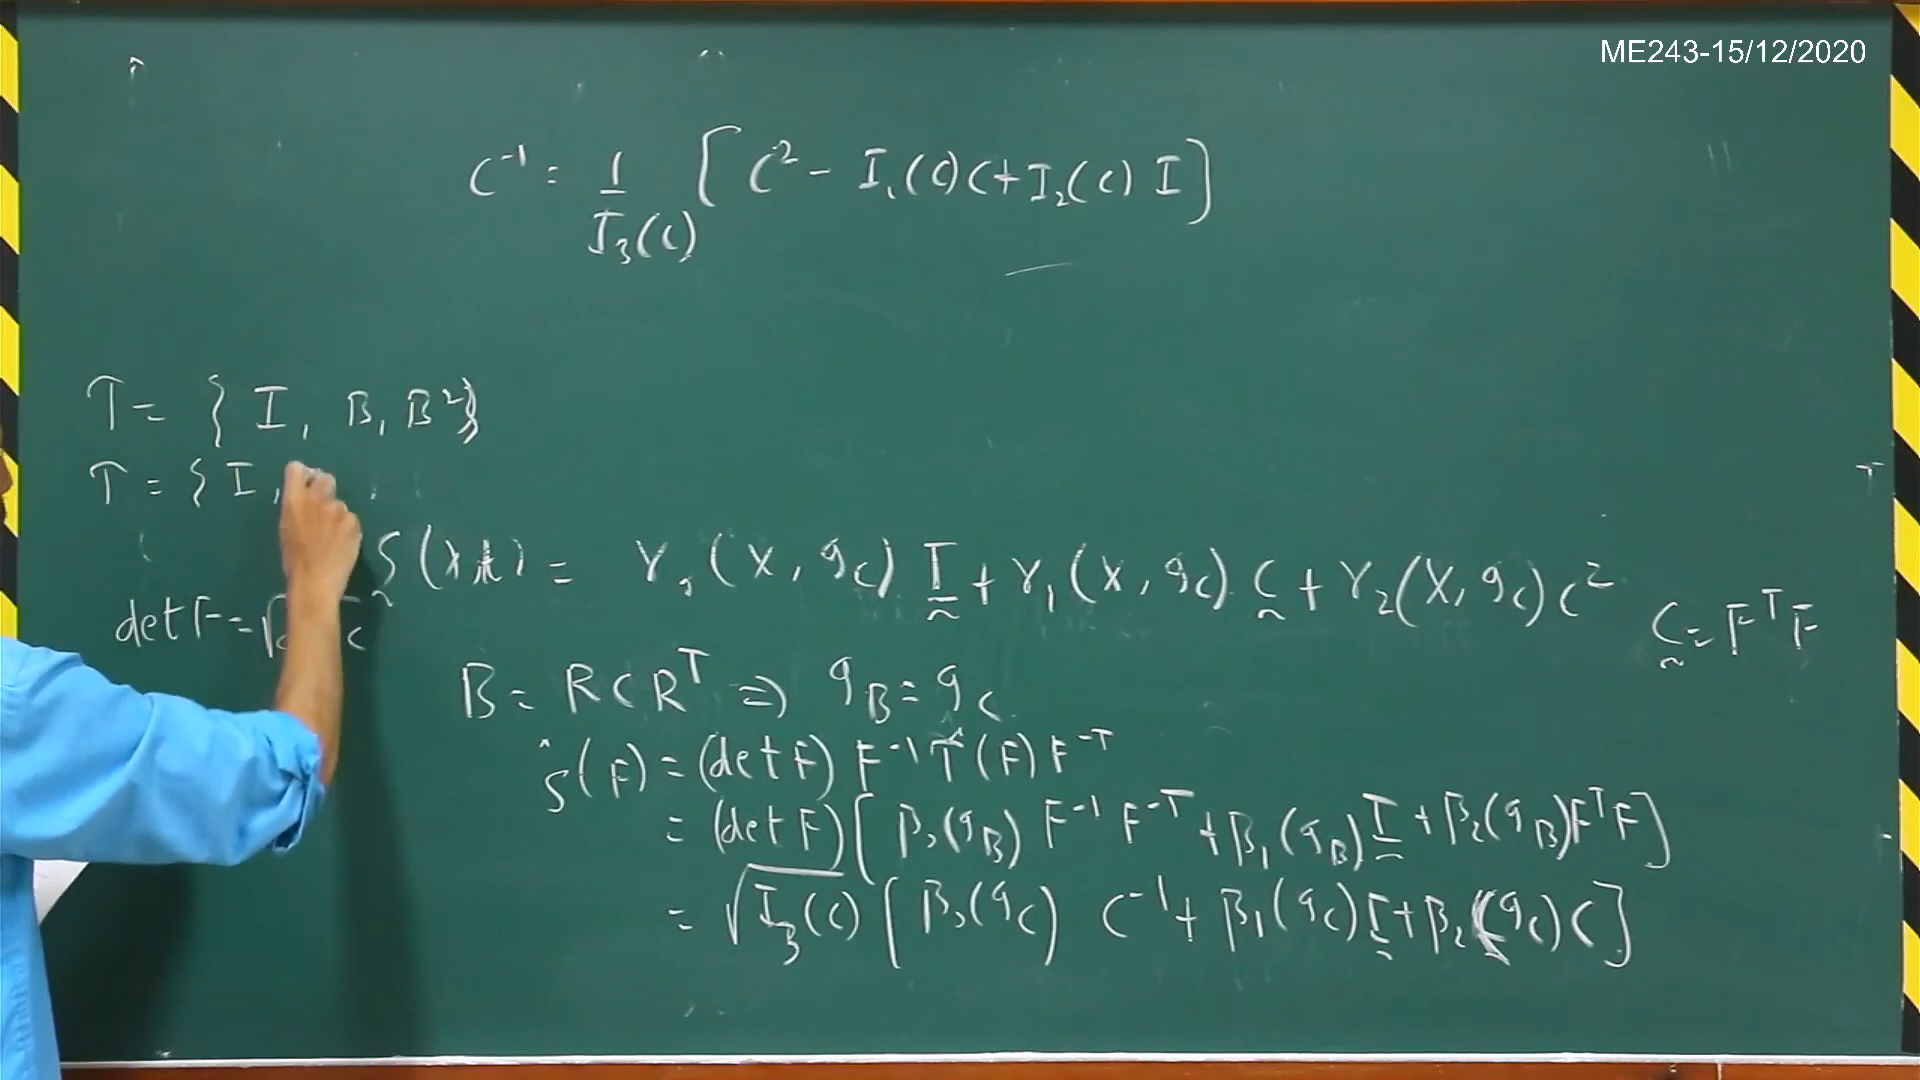 ME243-15/12/2020
C⁻¹ = 1/I₃(C) [ C² - I₁(C) C + I₂(C) I ]
T = { I, B, B² }
T = { I,
S(X,t) = γ₀(X, g_C) I + γ₁(X, g_C) C + γ₂(X, g_C) C²
C = FᵀF
det F = √
B = R C Rᵀ ⇒ g_B = g_C
Ŝ(F) = (det F) F⁻¹ T̂(F) F⁻ᵀ
= (det F) [ β₀(g_B) F⁻¹ F⁻ᵀ + β₁(g_B) I + β₂(g_B) FᵀF ]
= √I₃(C) [ β₀(g_C) C⁻¹ + β₁(g_C) I + β₂(g_C) C ]